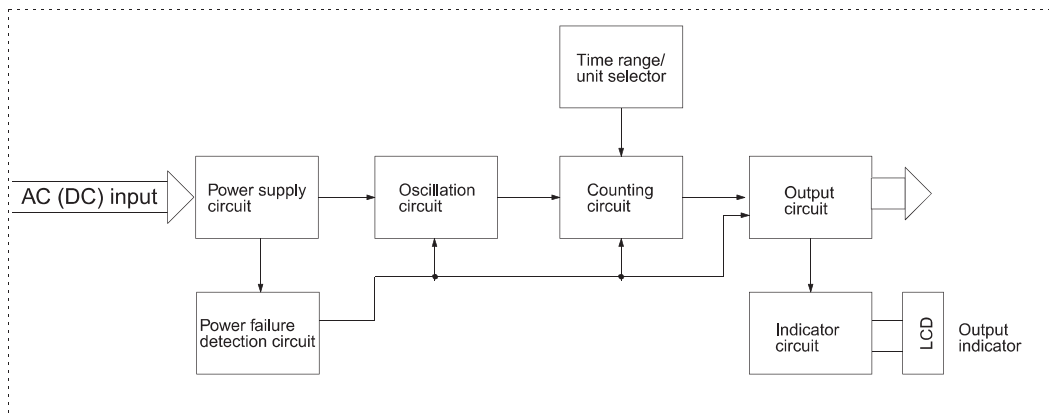 Time range/
unit selector
AC (DC) input
Power supply
circuit
Oscillation
circuit
Counting
circuit
Output
circuit
Power failure
detection circuit
Indicator
circuit
LCD
Output
indicator